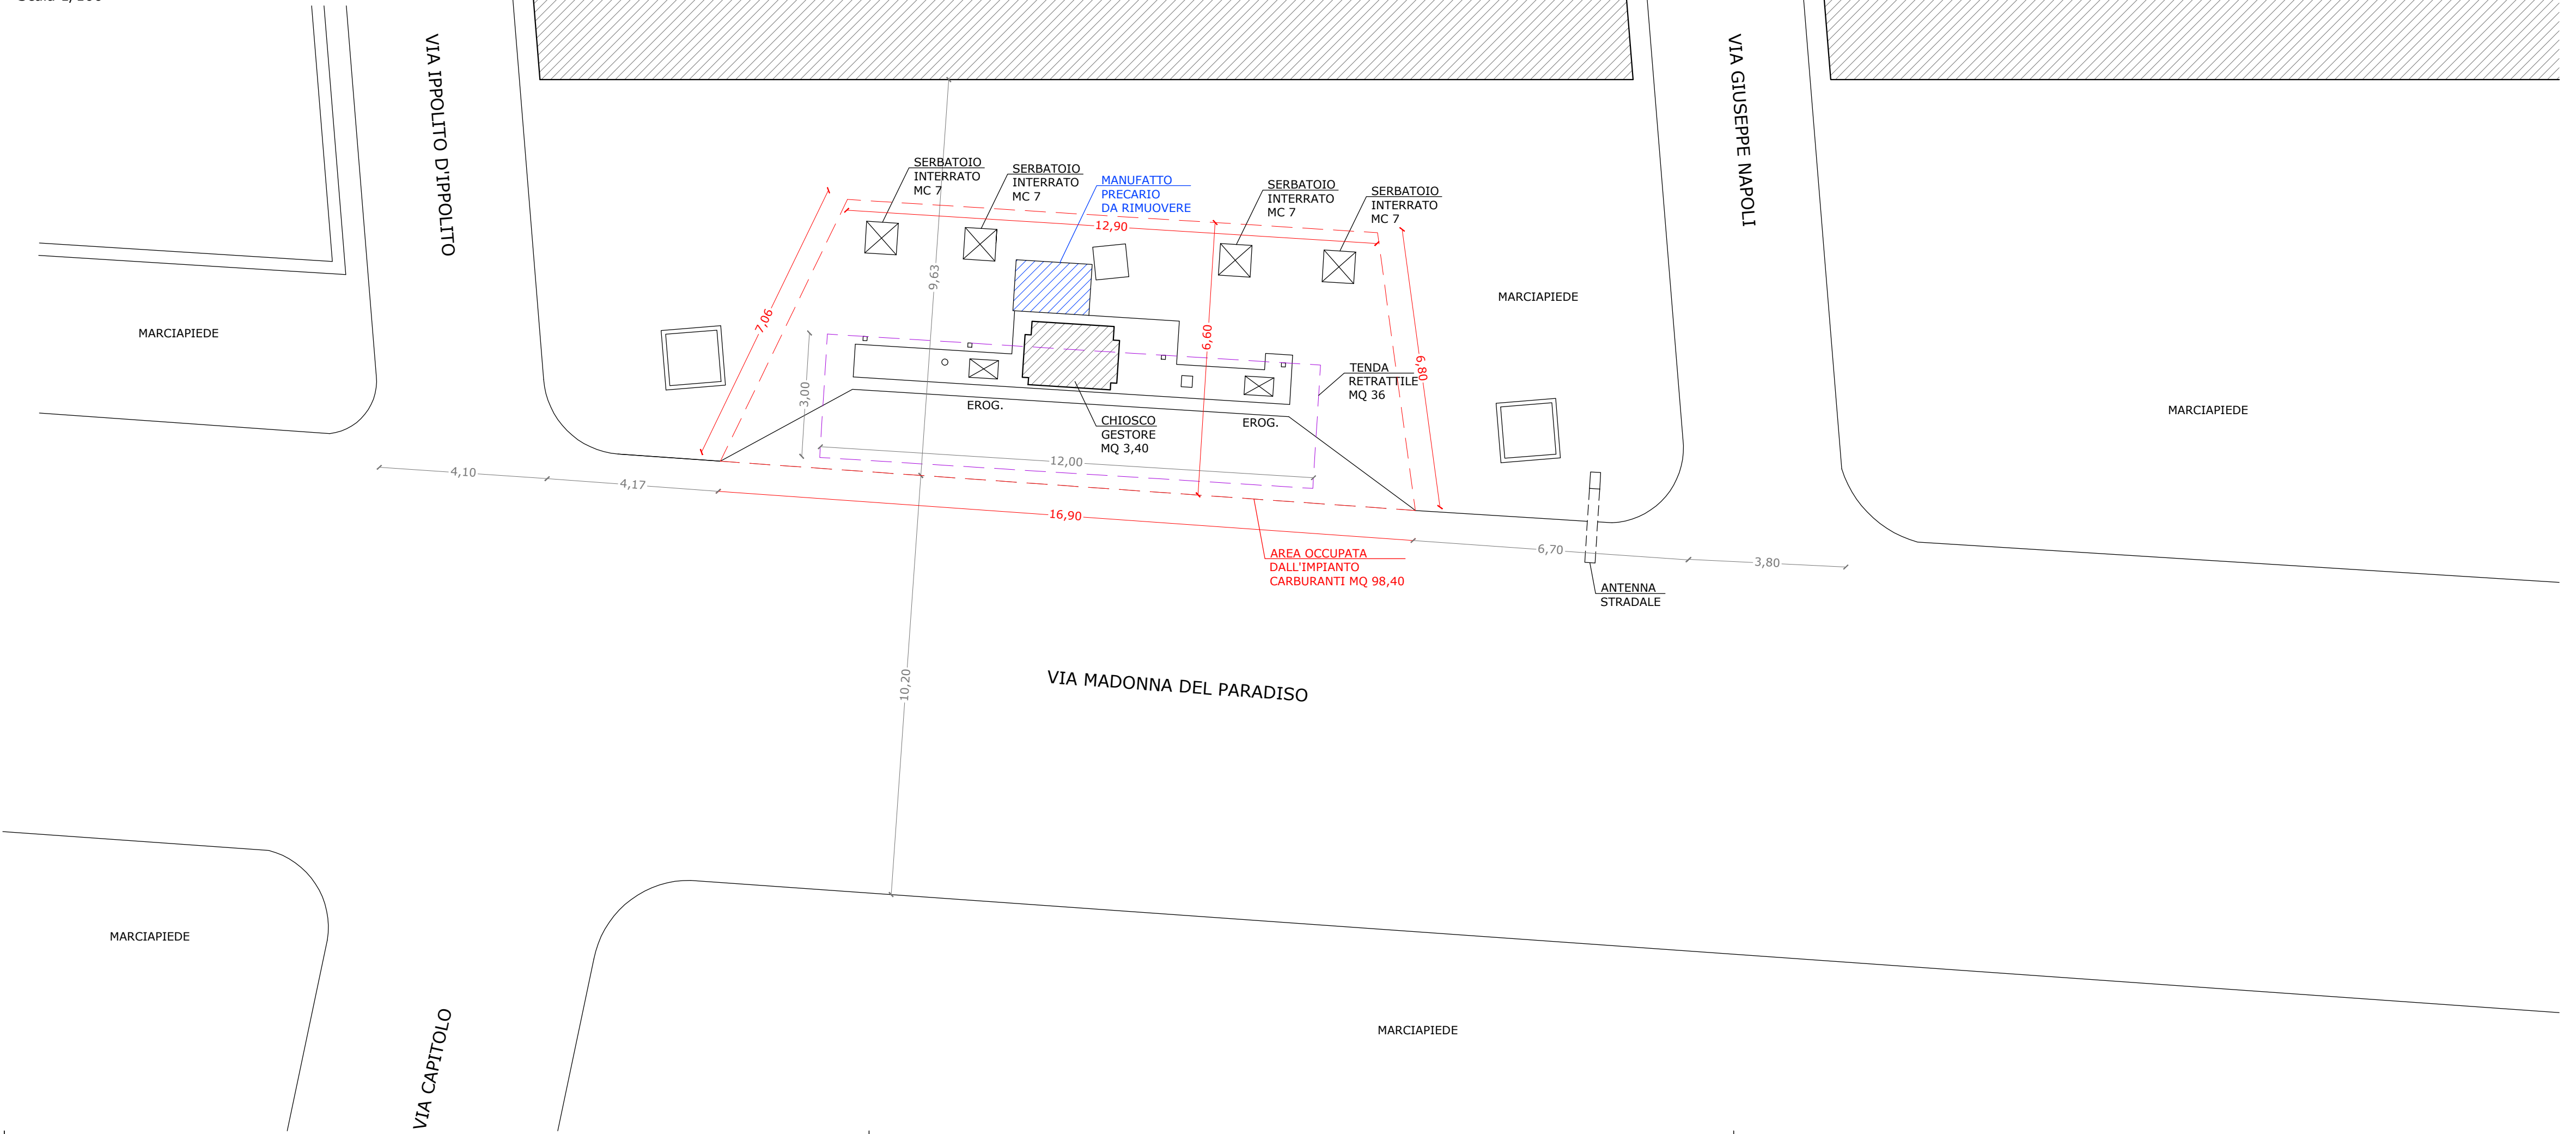 VIA IPPOLITO D'IPPOLITO
VIA GIUSEPPE NAPOLI
SERBATOIO
INTERRATO
MC 7
SERBATOIO
INTERRATO
MC 7
MANUFATTO
PRECARIO
DA RIMUOVERE
SERBATOIO
INTERRATO
MC 7
SERBATOIO
INTERRATO
MC 7
12,90
9,63
7,06
6,60
6,80
3,00
MARCIAPIEDE
MARCIAPIEDE
MARCIAPIEDE
TENDA
RETRATTILE
MQ 36
EROG.
CHIOSCO
GESTORE
MQ 3,40
EROG.
12,00
4,10
4,17
16,90
6,70
3,80
AREA OCCUPATA
DALL'IMPIANTO
CARBURANTI MQ 98,40
ANTENNA
STRADALE
10,20
VIA MADONNA DEL PARADISO
MARCIAPIEDE
MARCIAPIEDE
VIA CAPITOLO